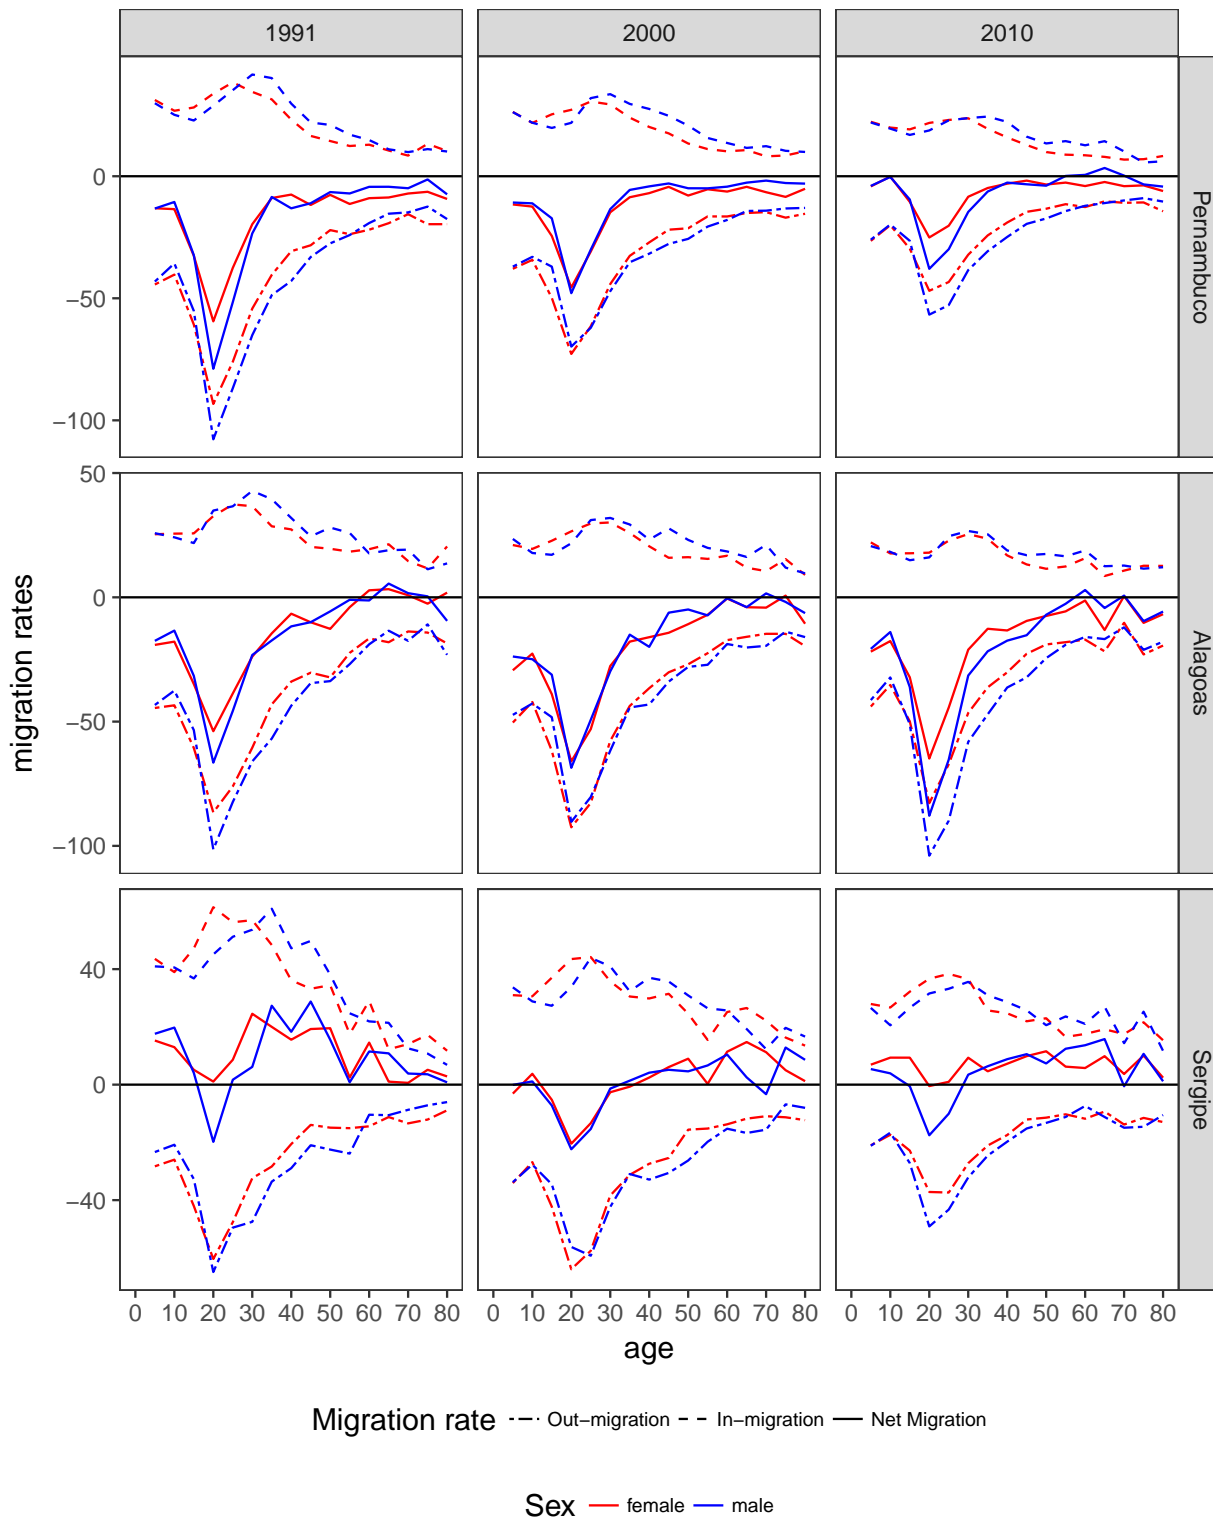 1991 2000 2010
0
−50
−100
Pernambuco
50
0
−50
−100
Alagoas
migration rates
40
0
−40
Sergipe
0 10 20 30 40 50 60 70 80 0 10 20 30 40 50 60 70 80 0 10 20 30 40 50 60 70 80
age
Migration rate Out−migration In−migration Net Migration
Sex female male